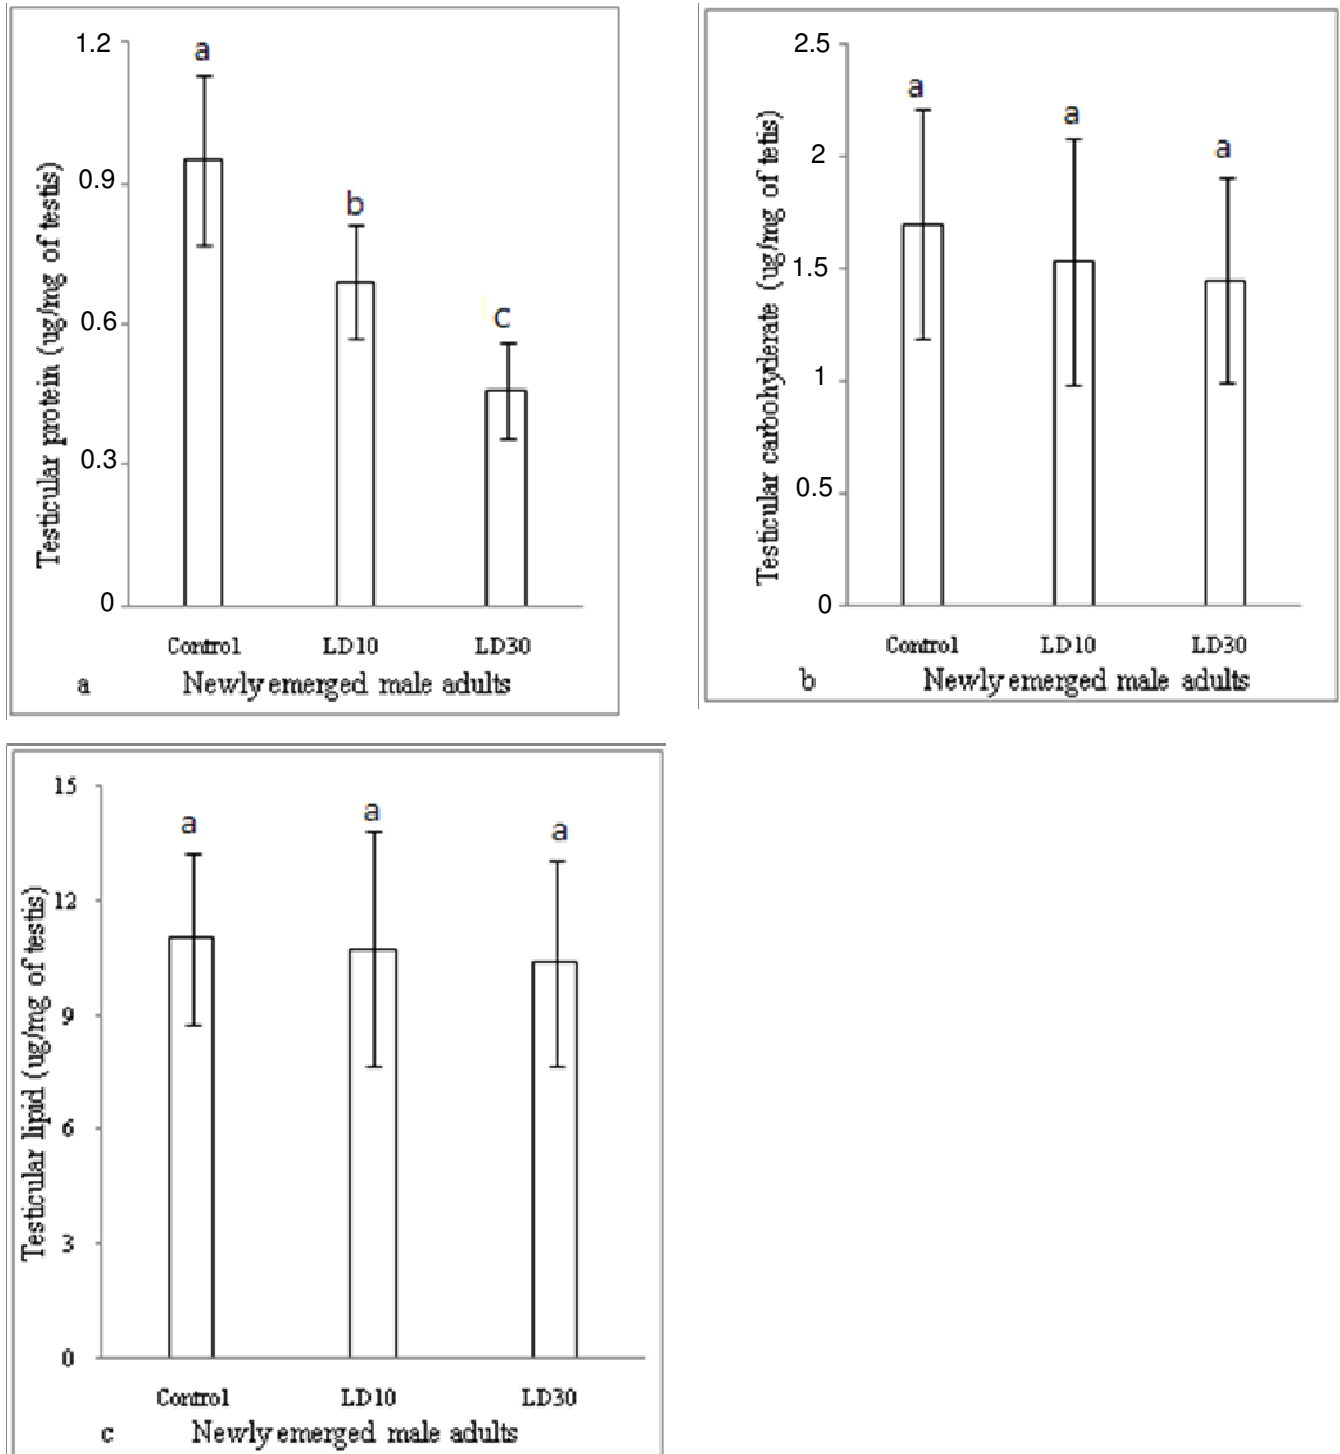 1.2
a
Testicular protein (ug/mg of testis)
0.9
b
0.6
c
0.3
0
Control LD10 LD30
a Newly emerged male adults
2.5
a
a
a
Testicular carbohyderate (ug/mg of tetis)
2
1.5
1
0.5
0
Control LD10 LD30
b Newly emerged male adults
15
a a a
Testicular lipid (ug/mg of testis)
12
9
6
3
0
Control LD10 LD30
c Newly emerged male adults